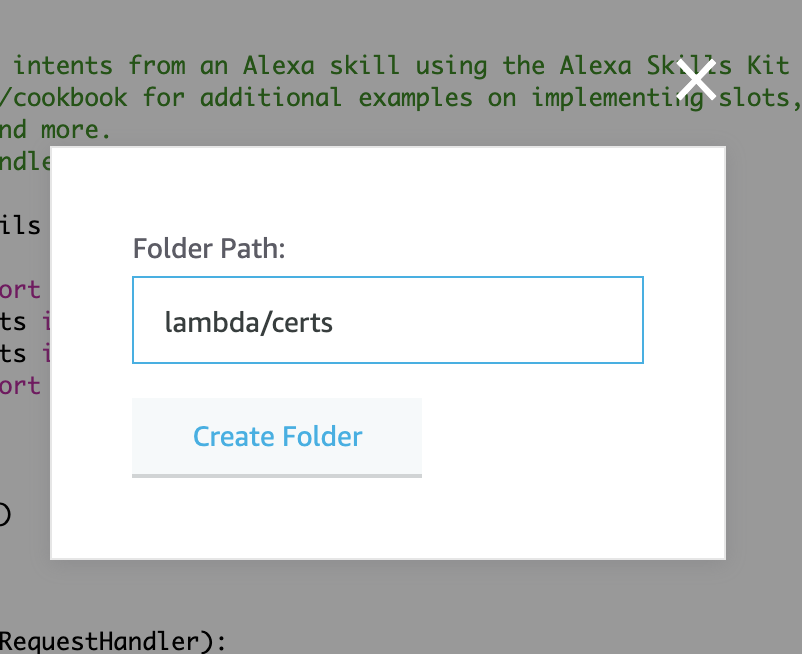 intents from an Alexa skill using the Alexa Skills Kit
/cookbook for additional examples on implementing slots,
nd more.
ndle
Folder Path:
ils
lambda/certs
ort
ts i
ts i
ort
Create Folder
)
RequestHandler):